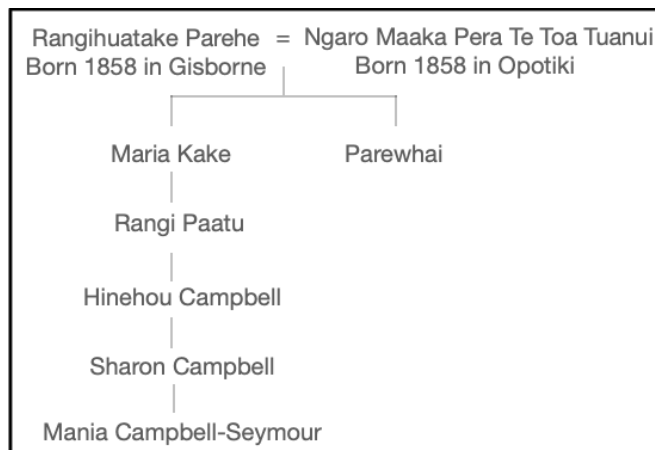 Rangihuatake Parehe = Ngaro Maaka Pera Te Toa Tuanui
Born 1858 in Gisborne Born 1858 in Opotiki
Maria Kake Parewhai
Rangi Paatu
Hinehou Campbell
Sharon Campbell
Mania Campbell-Seymour